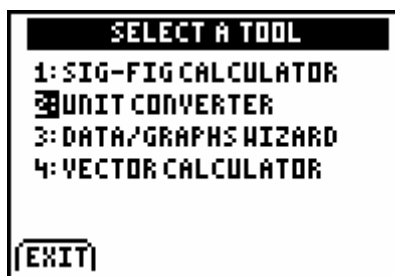 SELECT A TOOL
1:SIG-FIG CALCULATOR
2:UNIT CONVERTER
3:DATA/GRAPHS WIZARD
4:VECTOR CALCULATOR
EXIT